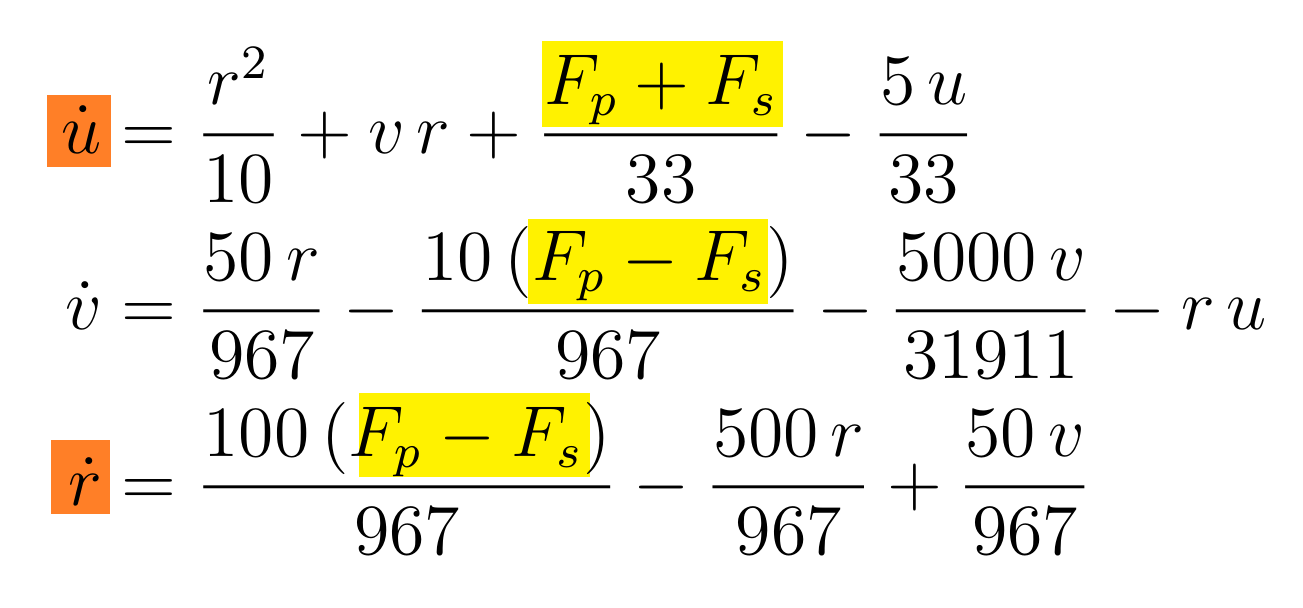 u̇ = r²/10 + v r + (F_p + F_s)/33 − 5 u/33
v̇ = 50 r/967 − 10 (F_p − F_s)/967 − 5000 v/31911 − r u
ṙ = 100 (F_p − F_s)/967 − 500 r/967 + 50 v/967